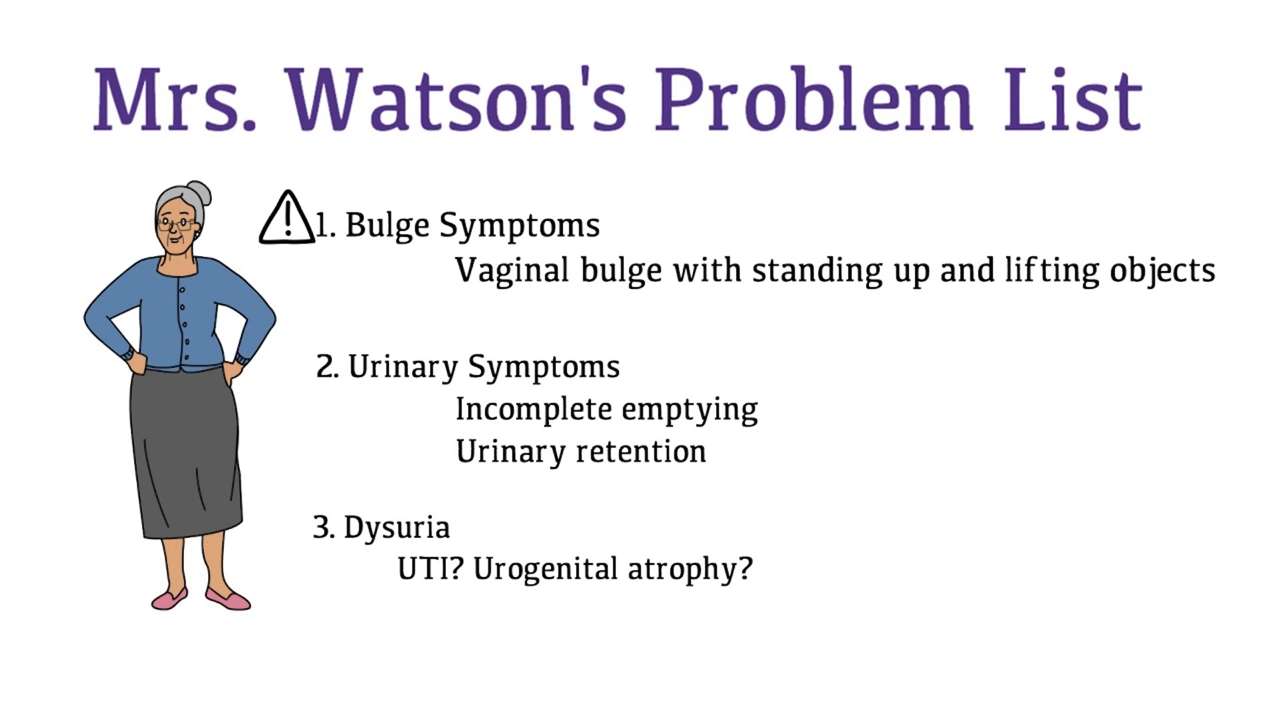 Mrs. Watson's Problem List
1. Bulge Symptoms
Vaginal bulge with standing up and lifting objects
2. Urinary Symptoms
Incomplete emptying
Urinary retention
3. Dysuria
UTI? Urogenital atrophy?